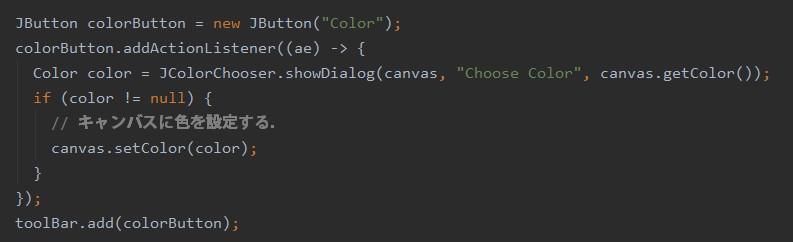 JButton colorButton = new JButton("Color");
colorButton.addActionListener((ae) -> {
  Color color = JColorChooser.showDialog(canvas, "Choose Color", canvas.getColor());
  if (color != null) {
    // キャンバスに色を設定する.
    canvas.setColor(color);
  }
});
toolBar.add(colorButton);